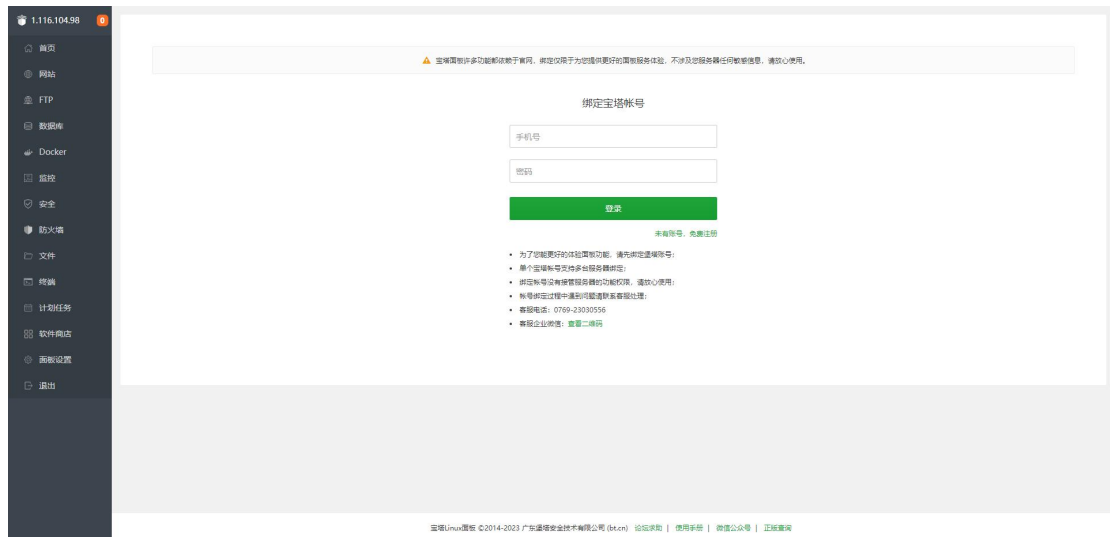 1.116.104.98 0
首页
网站
FTP
数据库
Docker
监控
安全
防火墙
文件
终端
计划任务
软件商店
面板设置
退出
宝塔面板许多功能都依赖于官网，绑定仅限于为您提供更好的面板服务体验，不涉及您服务器任何敏感信息，请放心使用。
绑定宝塔帐号
手机号
密码
登录
未有账号，免费注册
为了您能更好的体验面板功能，请先绑定堡塔账号；
单个宝塔帐号支持多台服务器绑定；
绑定帐号没有接管服务器的功能权限，请放心使用；
帐号绑定过程中遇到问题请联系客服处理；
客服电话：0769-23030556
客服企业微信：查看二维码
宝塔Linux面板 ©2014-2023 广东堡塔安全技术有限公司 (bt.cn) 论坛求助 | 使用手册 | 微信公众号 | 正版查询